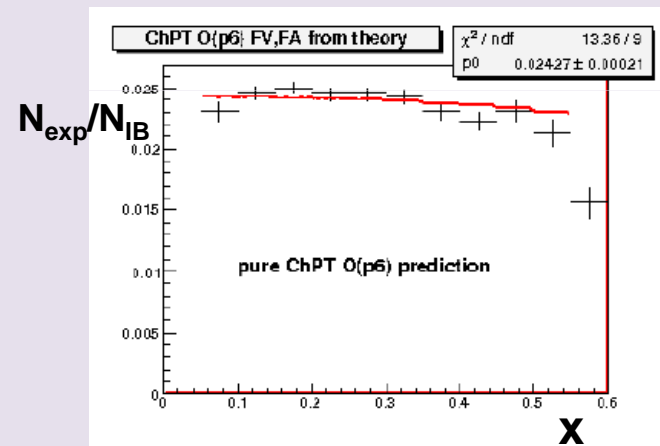 ChPT O(p6) FV,FA from theory
χ² / ndf 13.36 / 9
p0 0.02427 ± 0.00021
N_exp/N_IB
0.025
0.02
0.015
0.01
0.005
0
pure ChPT O(p6) prediction
0 0.1 0.2 0.3 0.4 0.5 0.6
x